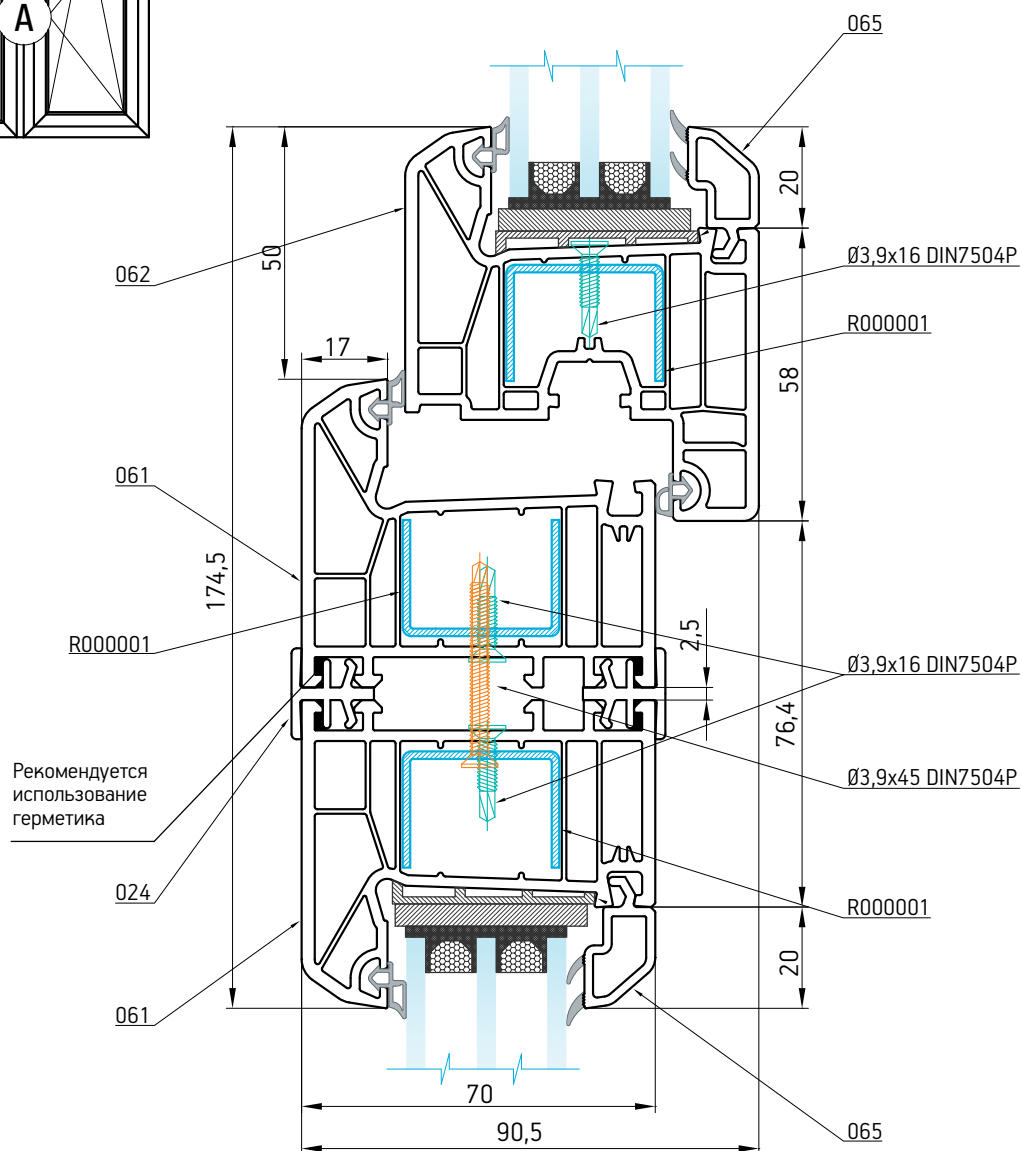 A
065
20
50
062
Ø3,9x16 DIN7504P
R000001
17
58
061
174,5
R000001
2,5
Ø3,9x16 DIN7504P
76,4
Рекомендуется
использование
герметика
Ø3,9x45 DIN7504P
024
R000001
20
061
70
90,5
065